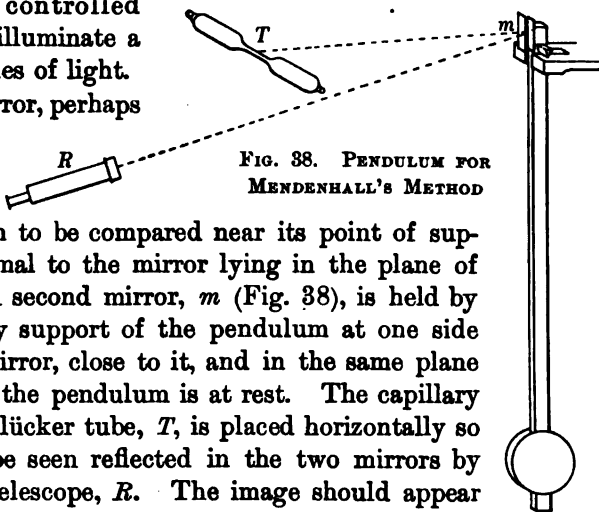 controlled
illuminate a
es of light.
ror, perhaps
T
m
R
FIG. 38. PENDULUM FOR
MENDENHALL'S METHOD
n to be compared near its point of sup-
mal to the mirror lying in the plane of
second mirror, m (Fig. 38), is held by
y support of the pendulum at one side
irror, close to it, and in the same plane
the pendulum is at rest. The capillary
lücker tube, T, is placed horizontally so
be seen reflected in the two mirrors by
elescope, R. The image should appear